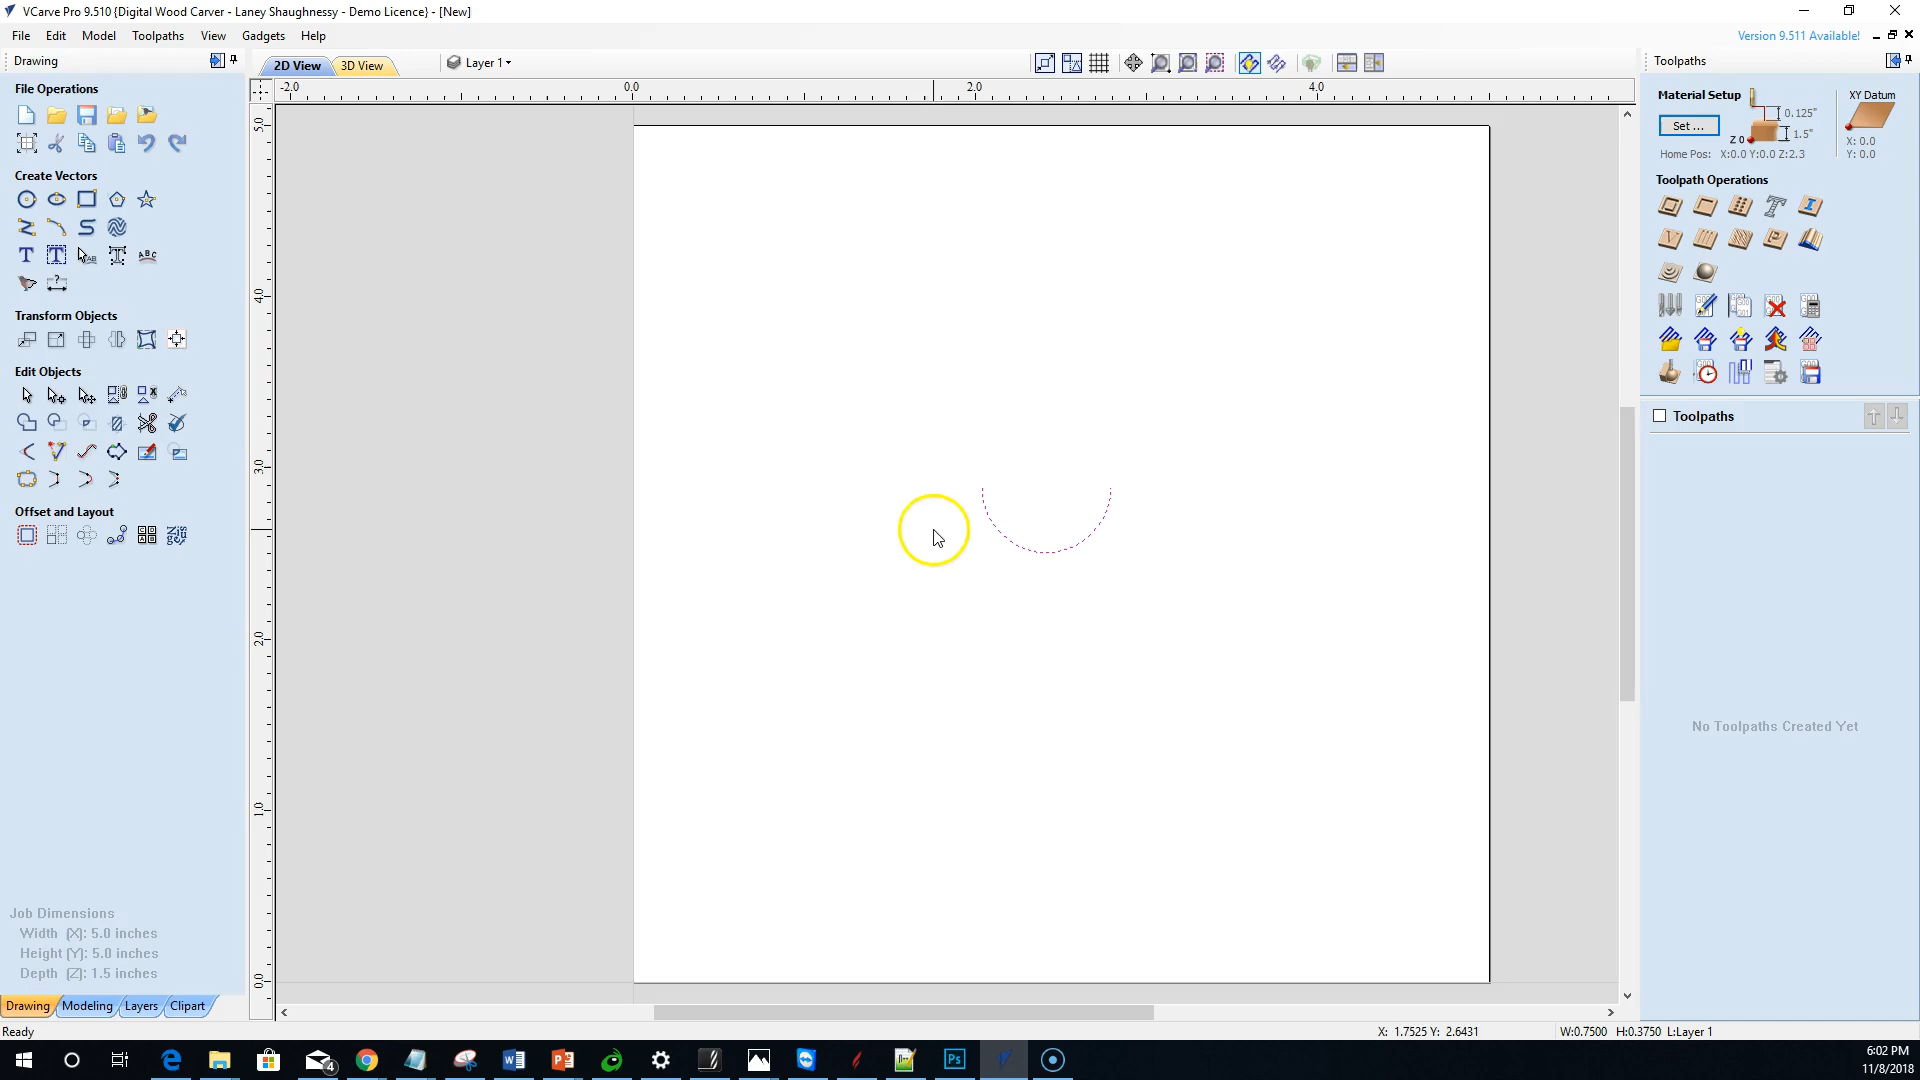 VCarve Pro 9.510 {Digital Wood Carver - Laney Shaughnessy - Demo Licence} - [New]
File Edit Model Toolpaths View Gadgets Help
Version 9.511 Available!
Drawing
2D View 3D View Layer 1
Toolpaths
File Operations
-2.0 0.0 2.0 4.0
Material Setup
XY Datum
0.125"
Set ...
1.5"
Z 0
X: 0.0
Y: 0.0
Home Pos: X:0.0 Y:0.0 Z:2.3
5.0
4.0
3.0
2.0
1.0
0.0
Create Vectors
Toolpath Operations
Transform Objects
Edit Objects
Toolpaths
Offset and Layout
No Toolpaths Created Yet
Job Dimensions
Width (X): 5.0 inches
Height (Y): 5.0 inches
Depth (Z): 1.5 inches
Drawing Modeling Layers Clipart
Ready
X: 1.7525 Y: 2.6431
W:0.7500 H:0.3750 L:Layer 1
4
Ps
6:02 PM
11/8/2018